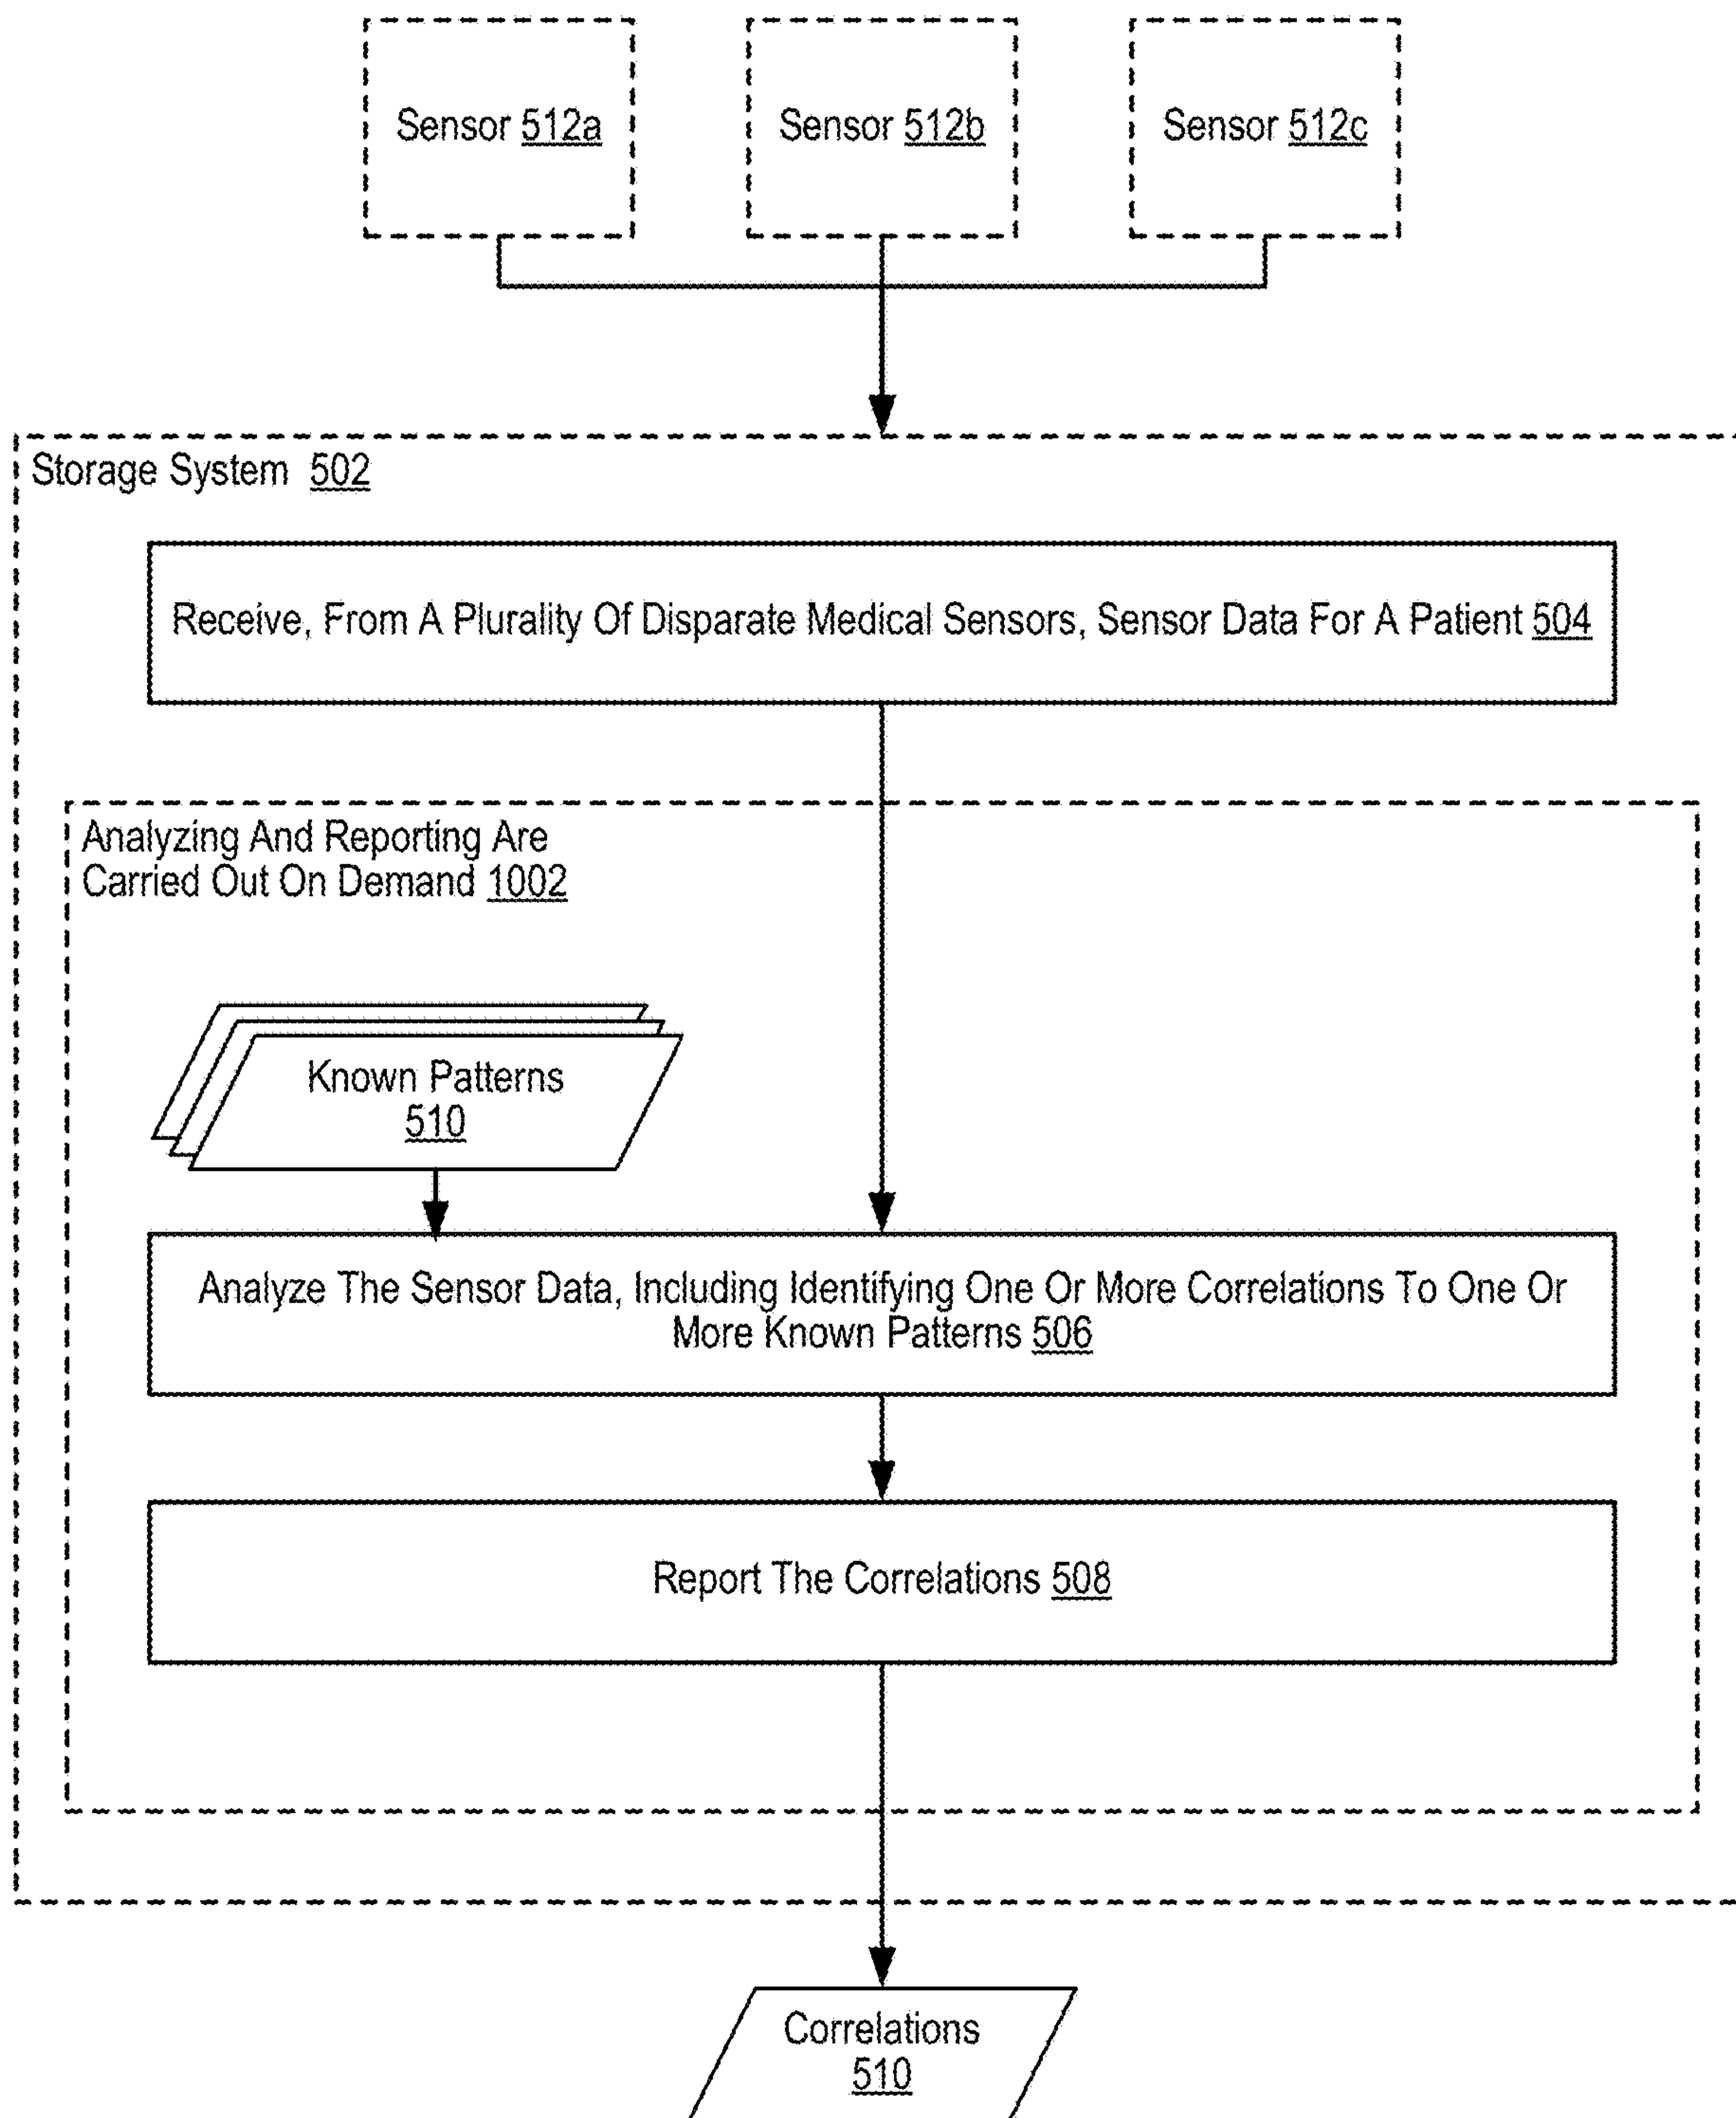 Sensor 512a
Sensor 512b
Sensor 512c
Storage System 502
Receive, From A Plurality Of Disparate Medical Sensors, Sensor Data For A Patient 504
Analyzing And Reporting Are
Carried Out On Demand 1002
Known Patterns
510
Analyze The Sensor Data, Including Identifying One Or More Correlations To One Or
More Known Patterns 506
Report The Correlations 508
Correlations
510